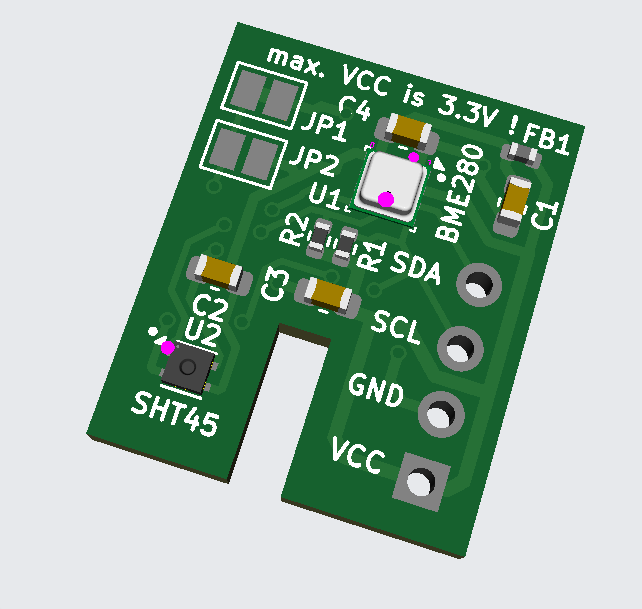 max. VCC is 3.3V !
C4
FB1
JP1
JP2
BME280
U1
C1
R2
R1
SDA
C3
C2
SCL
U2
GND
SHT45
VCC